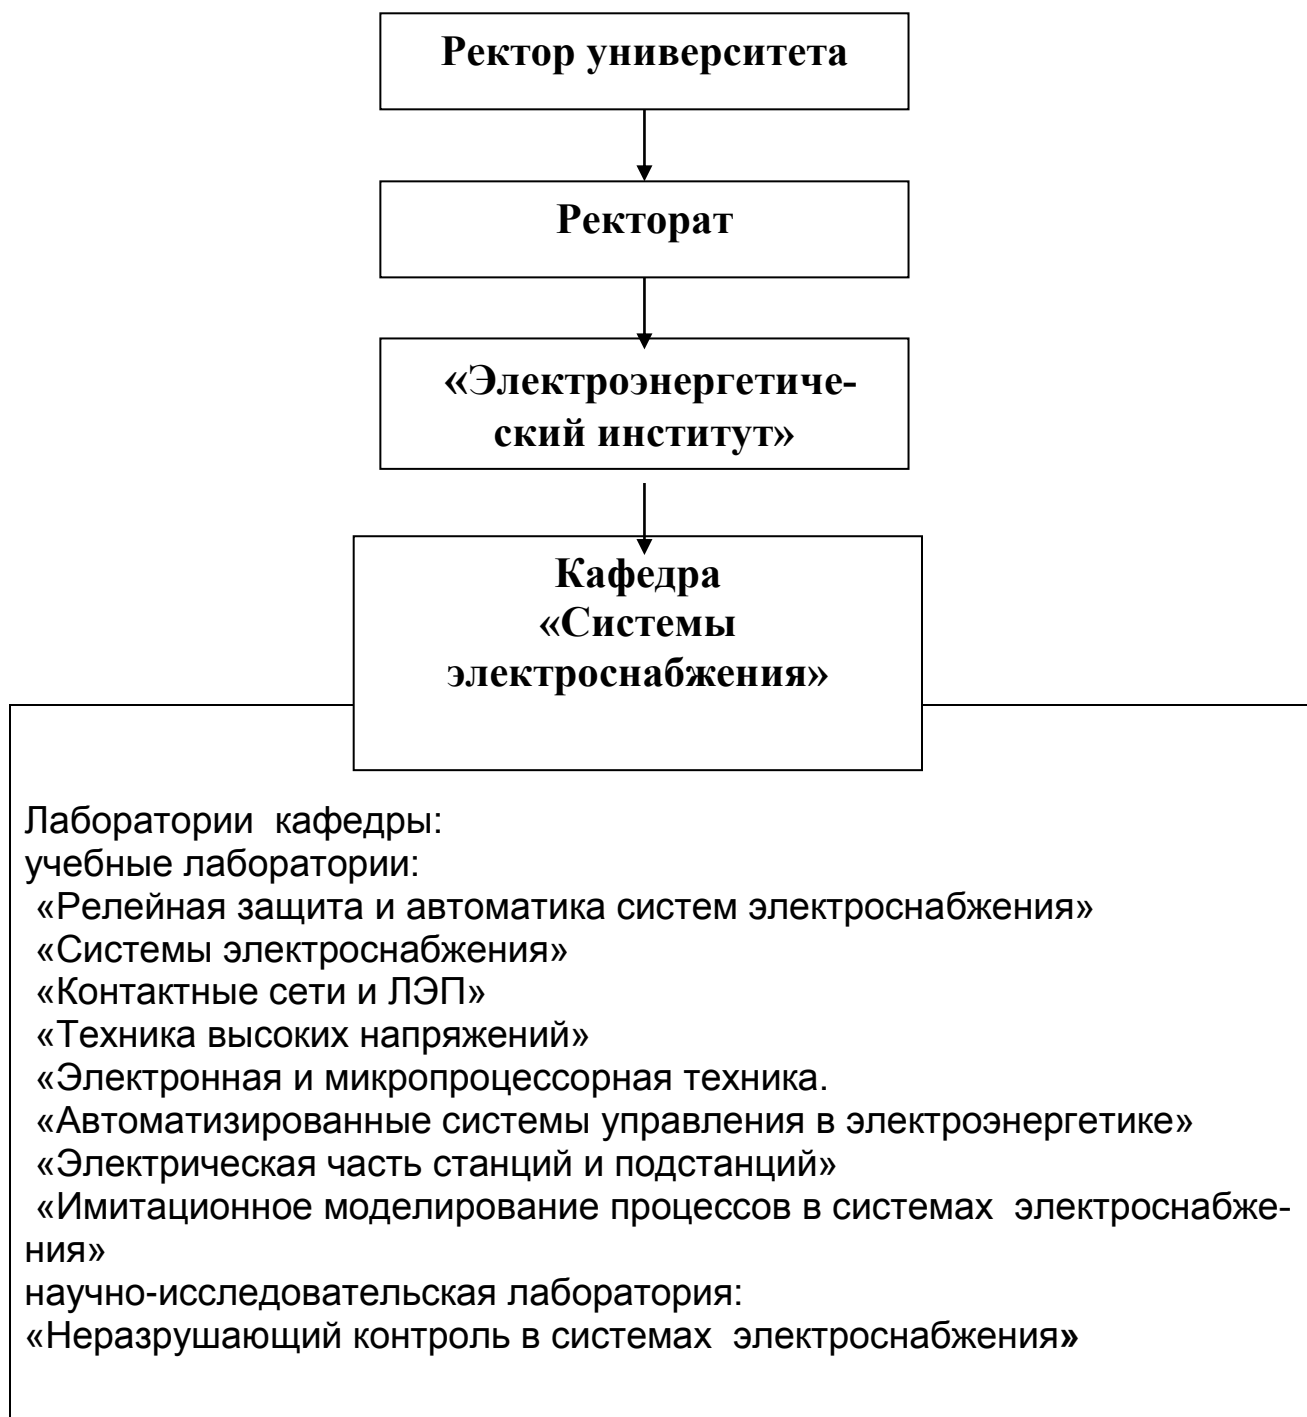 Ректор университета
Ректорат
«Электроэнергетиче-
ский институт»
Кафедра
«Системы
электроснабжения»
Лаборатории кафедры:
учебные лаборатории:
«Релейная защита и автоматика систем электроснабжения»
«Системы электроснабжения»
«Контактные сети и ЛЭП»
«Техника высоких напряжений»
«Электронная и микропроцессорная техника.
«Автоматизированные системы управления в электроэнергетике»
«Электрическая часть станций и подстанций»
«Имитационное моделирование процессов в системах электроснабже-
ния»
научно-исследовательская лаборатория:
«Неразрушающий контроль в системах электроснабжения»